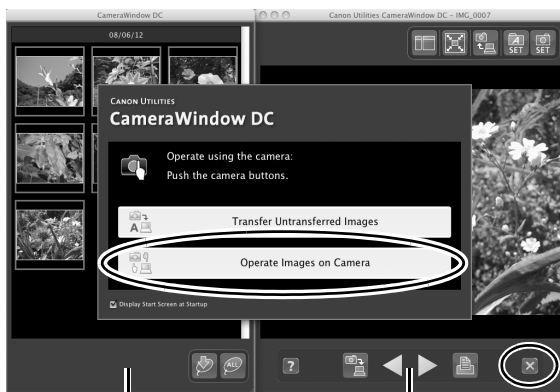 CameraWindow DC
Canon Utilities CameraWindow DC - IMG_0007
08/06/12
SET
SET
CANON UTILITIES
CameraWindow DC
Operate using the camera:
Push the camera buttons.
A
Transfer Untransferred Images
Operate Images on Camera
Display Start Screen at Startup
ALL
?